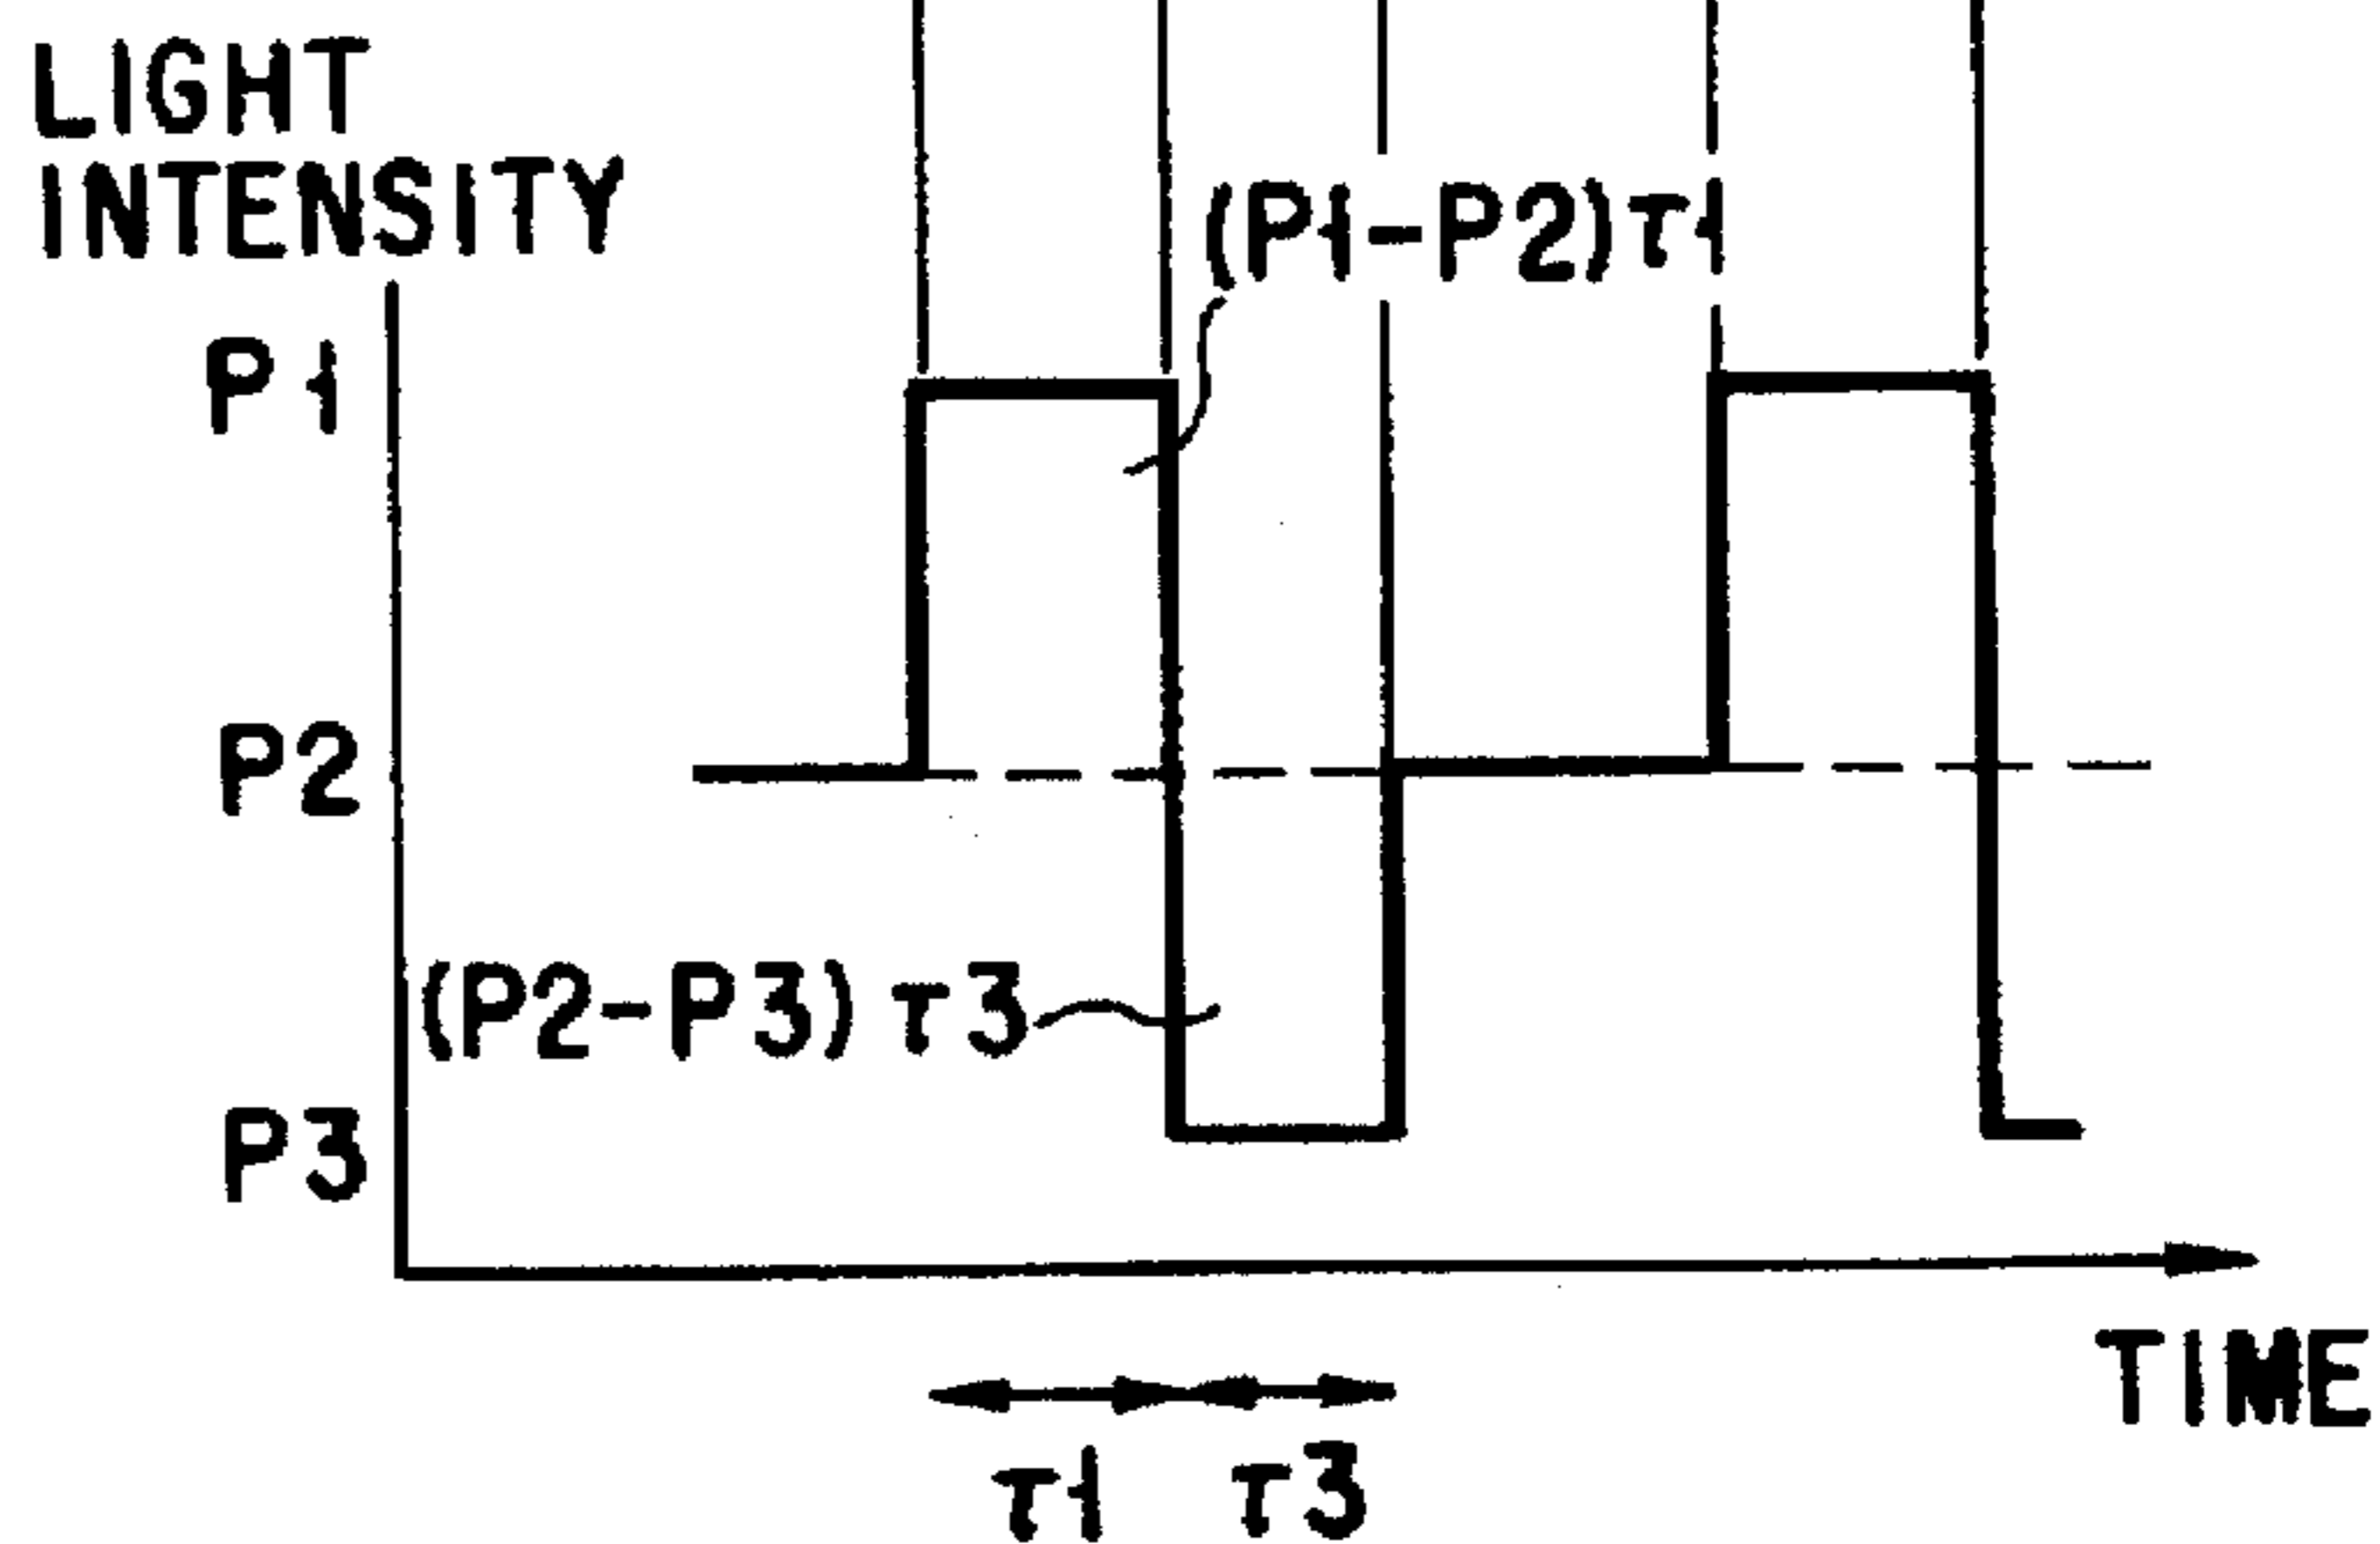 LIGHT
INTENSITY
(P1-P2)τ1
P1
P2
(P2-P3)τ3
P3
TIME
τ1 τ3